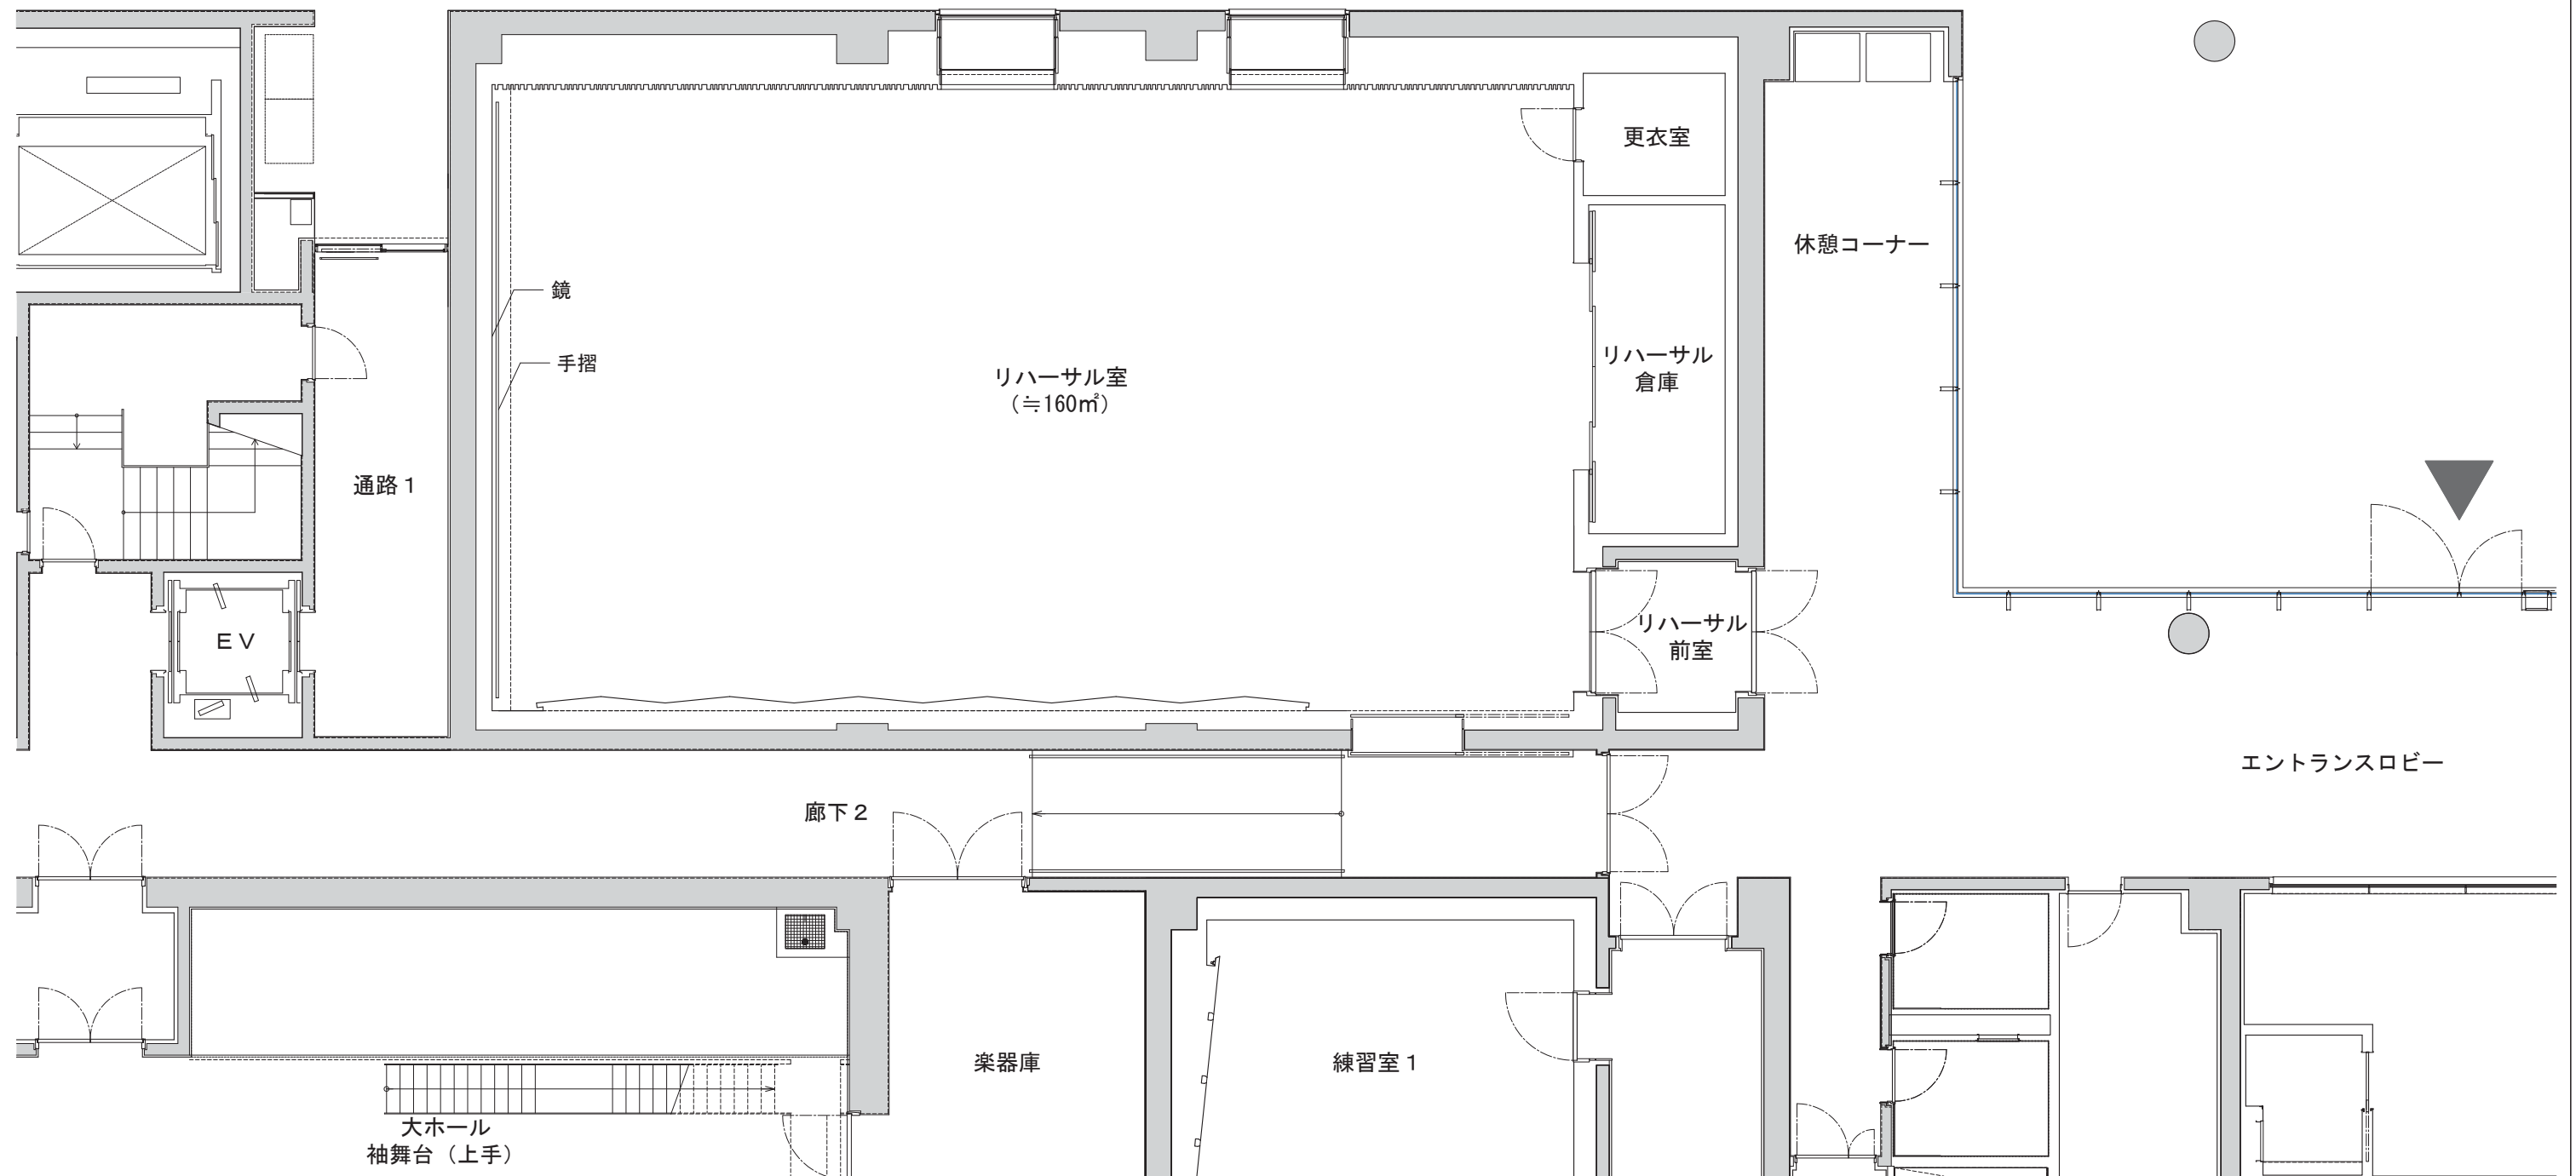 更衣室
休憩コーナー
鏡
手摺
リハーサル室
(≒160㎡)
リハーサル
倉庫
通路1
EV
リハーサル
前室
エントランスロビー
廊下2
楽器庫
練習室1
大ホール
袖舞台(上手)